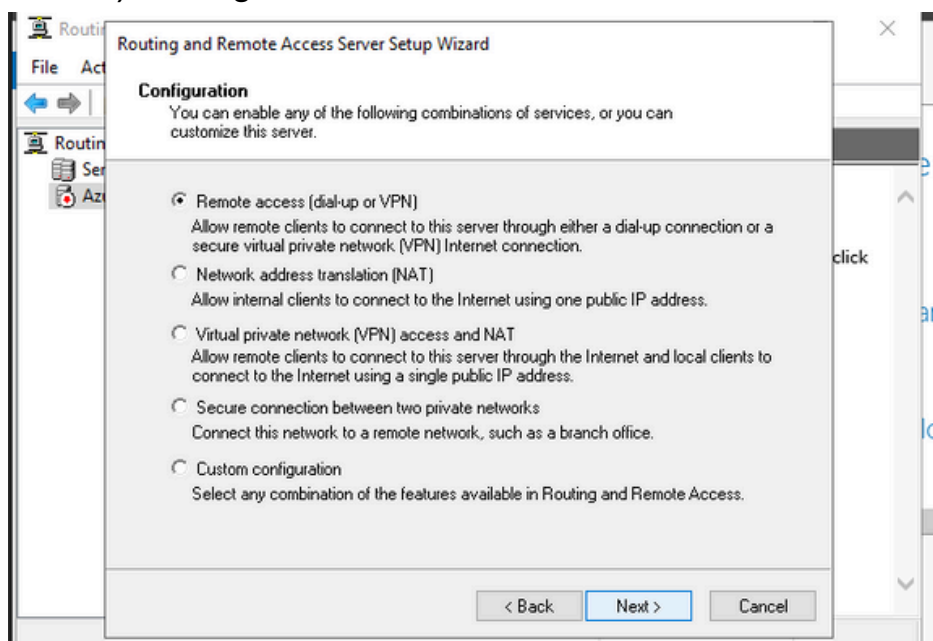 Routing and Remote Access Server Setup Wizard
File
Configuration
You can enable any of the following combinations of services, or you can
customize this server.
Remote access (dial-up or VPN)
Allow remote clients to connect to this server through either a dial-up connection or a
secure virtual private network (VPN) Internet connection.
click
Network address translation (NAT)
Allow internal clients to connect to the Internet using one public IP address.
Virtual private network (VPN) access and NAT
Allow remote clients to connect to this server through the Internet and local clients to
connect to the Internet using a single public IP address.
Secure connection between two private networks
Connect this network to a remote network, such as a branch office.
Custom configuration
Select any combination of the features available in Routing and Remote Access.
< Back
Next >
Cancel